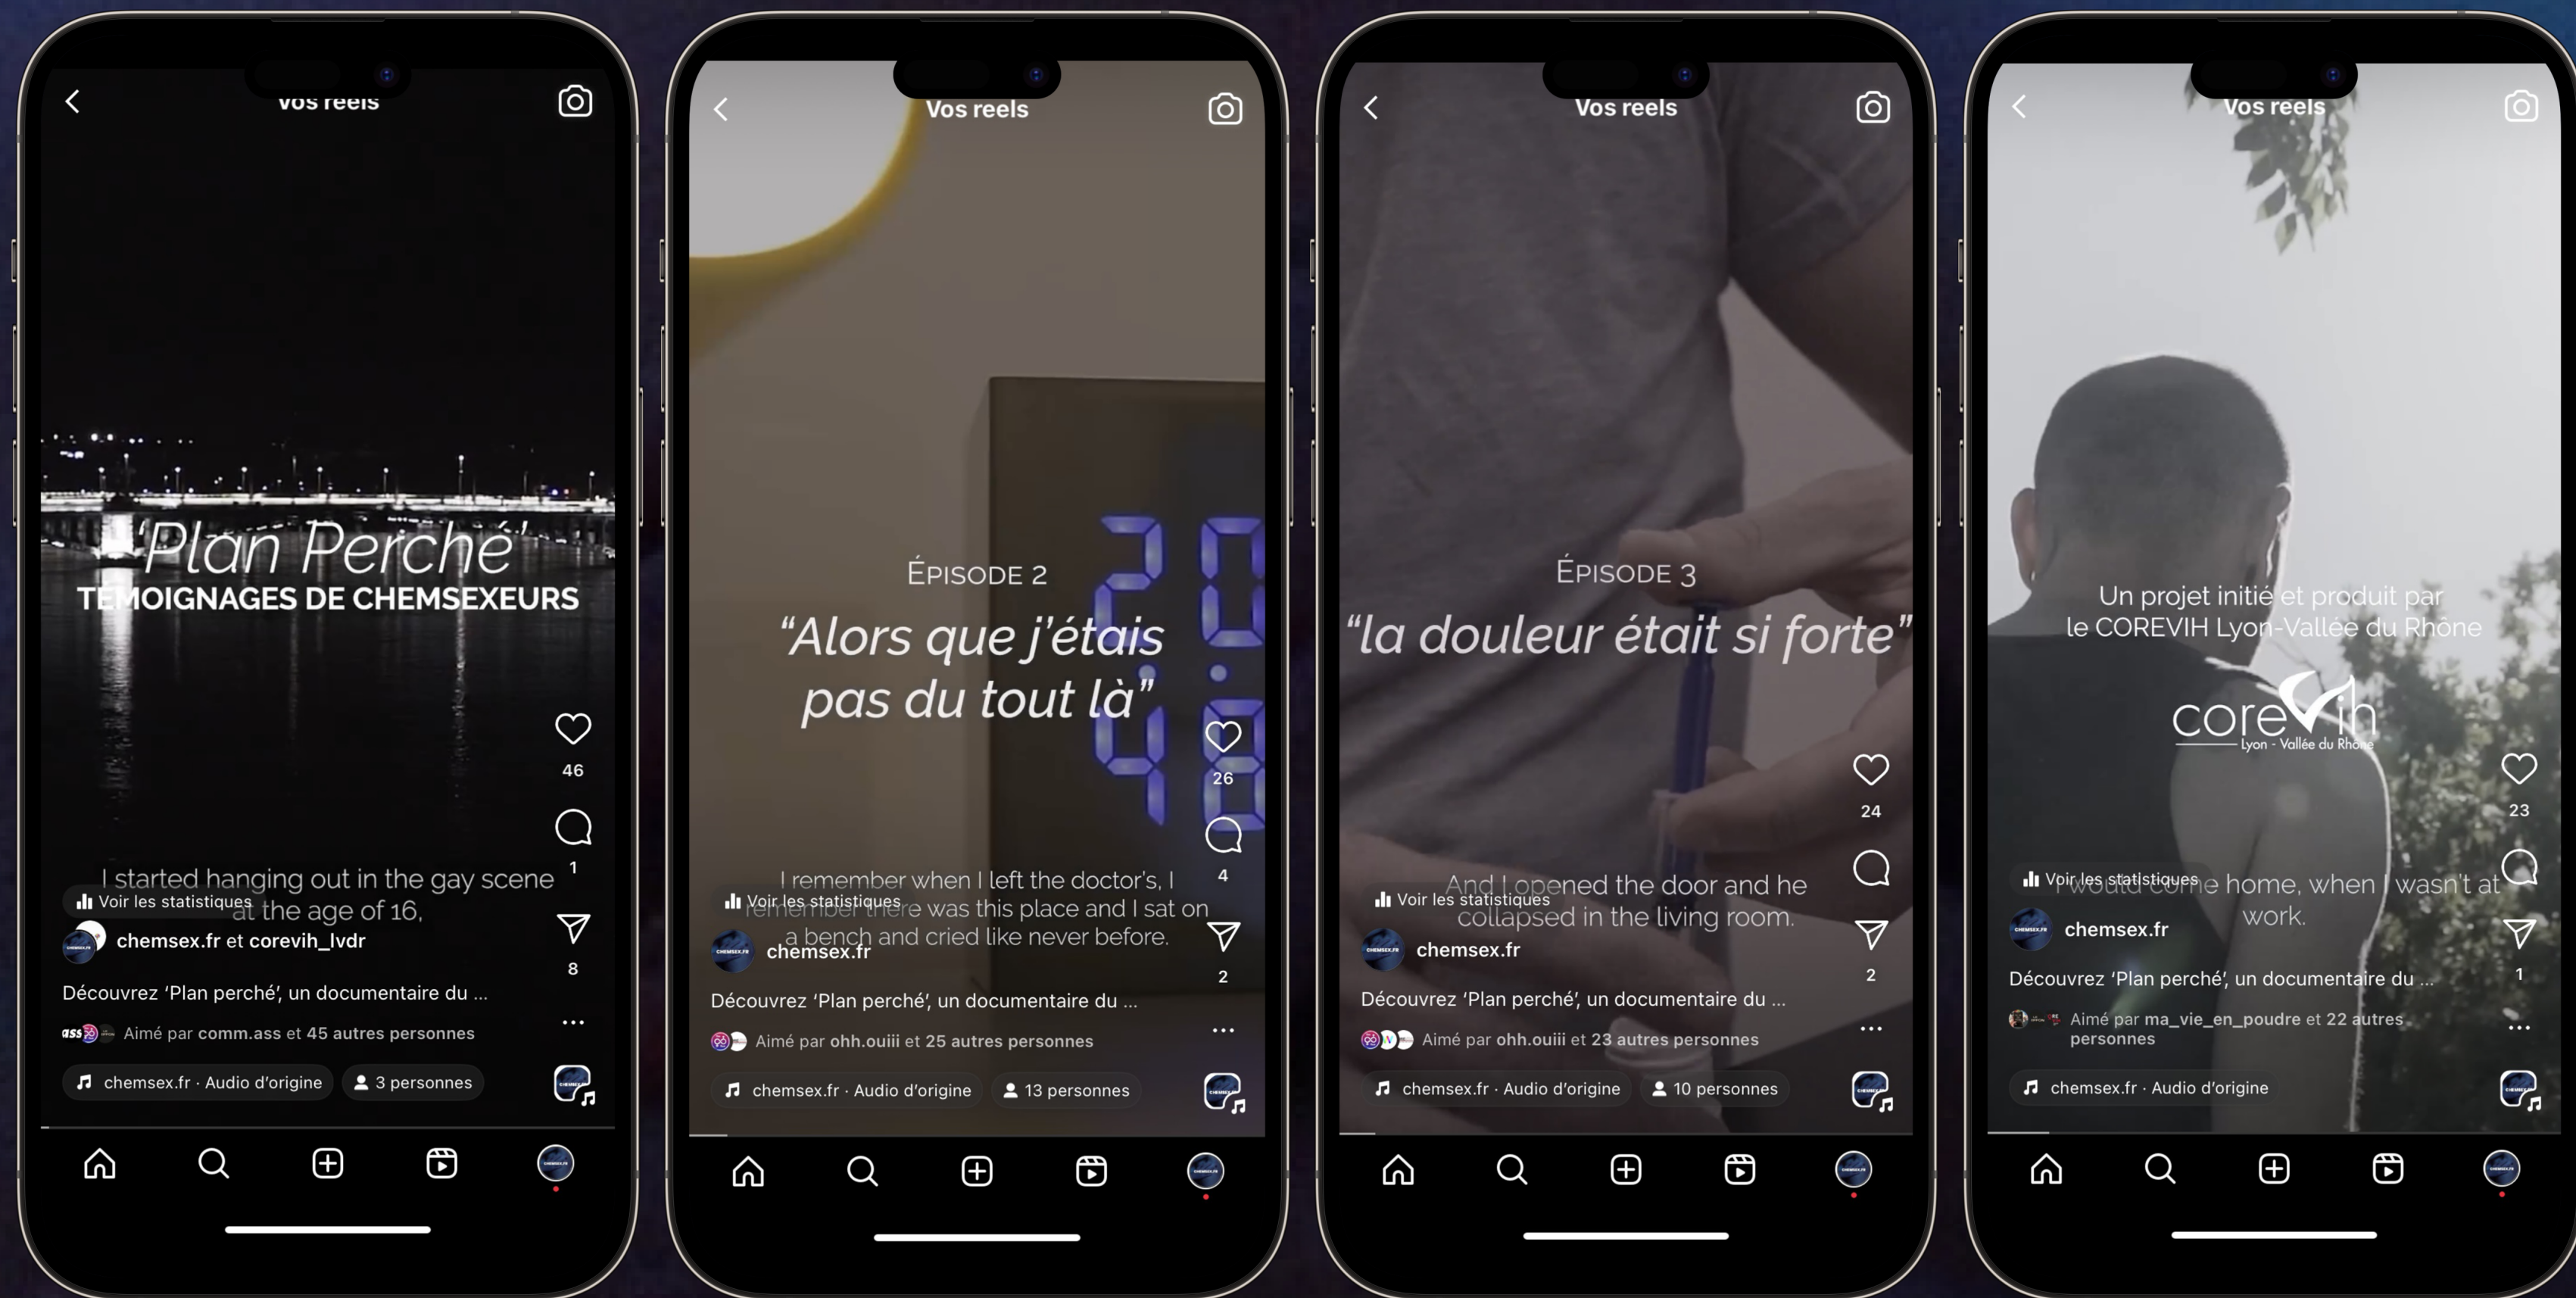 Vos reels
'Plan Perché'
TÉMOIGNAGES DE CHEMSEXEURS
46
1
I started hanging out in the gay scene
at the age of 16,
Voir les statistiques
chemsex.fr et corevih_lvdr
8
Découvrez 'Plan perché', un documentaire du ...
Aimé par comm.ass et 45 autres personnes
chemsex.fr · Audio d'origine
3 personnes
Vos reels
20
48
ÉPISODE 2
"Alors que j'étais
pas du tout là"
26
4
I remember when I left the doctor's, I
remember there was this place and I sat on
a bench and cried like never before.
Voir les statistiques
chemsex.fr
2
Découvrez 'Plan perché', un documentaire du ...
Aimé par ohh.ouiii et 25 autres personnes
chemsex.fr · Audio d'origine
13 personnes
Vos reels
ÉPISODE 3
"la douleur était si forte"
24
And I opened the door and he
collapsed in the living room.
Voir les statistiques
chemsex.fr
2
Découvrez 'Plan perché', un documentaire du ...
Aimé par ohh.ouiii et 23 autres personnes
chemsex.fr · Audio d'origine
10 personnes
Vos reels
Un projet initié et produit par
le COREVIH Lyon-Vallée du Rhône
corevih
Lyon - Vallée du Rhône
23
I would come home, when I wasn't at
work.
Voir les statistiques
chemsex.fr
1
Découvrez 'Plan perché', un documentaire du ...
Aimé par ma_vie_en_poudre et 22 autres
personnes
chemsex.fr · Audio d'origine